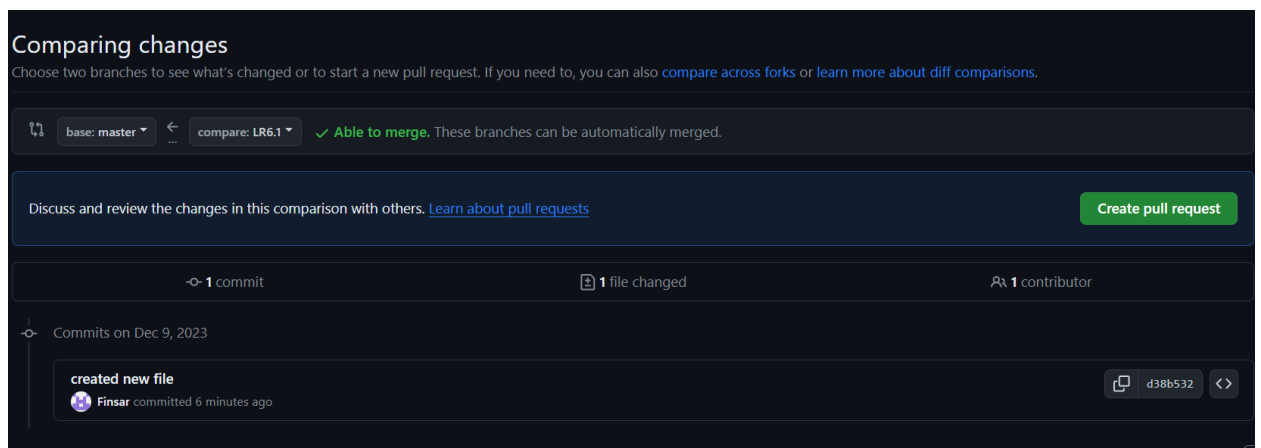 Comparing changes
Choose two branches to see what's changed or to start a new pull request. If you need to, you can also compare across forks or learn more about diff comparisons.
base: master ← ... compare: LR6.1 ✓ Able to merge. These branches can be automatically merged.
Discuss and review the changes in this comparison with others. Learn about pull requests Create pull request
1 commit 1 file changed 1 contributor
Commits on Dec 9, 2023
created new file
d38b532
Finsar committed 6 minutes ago